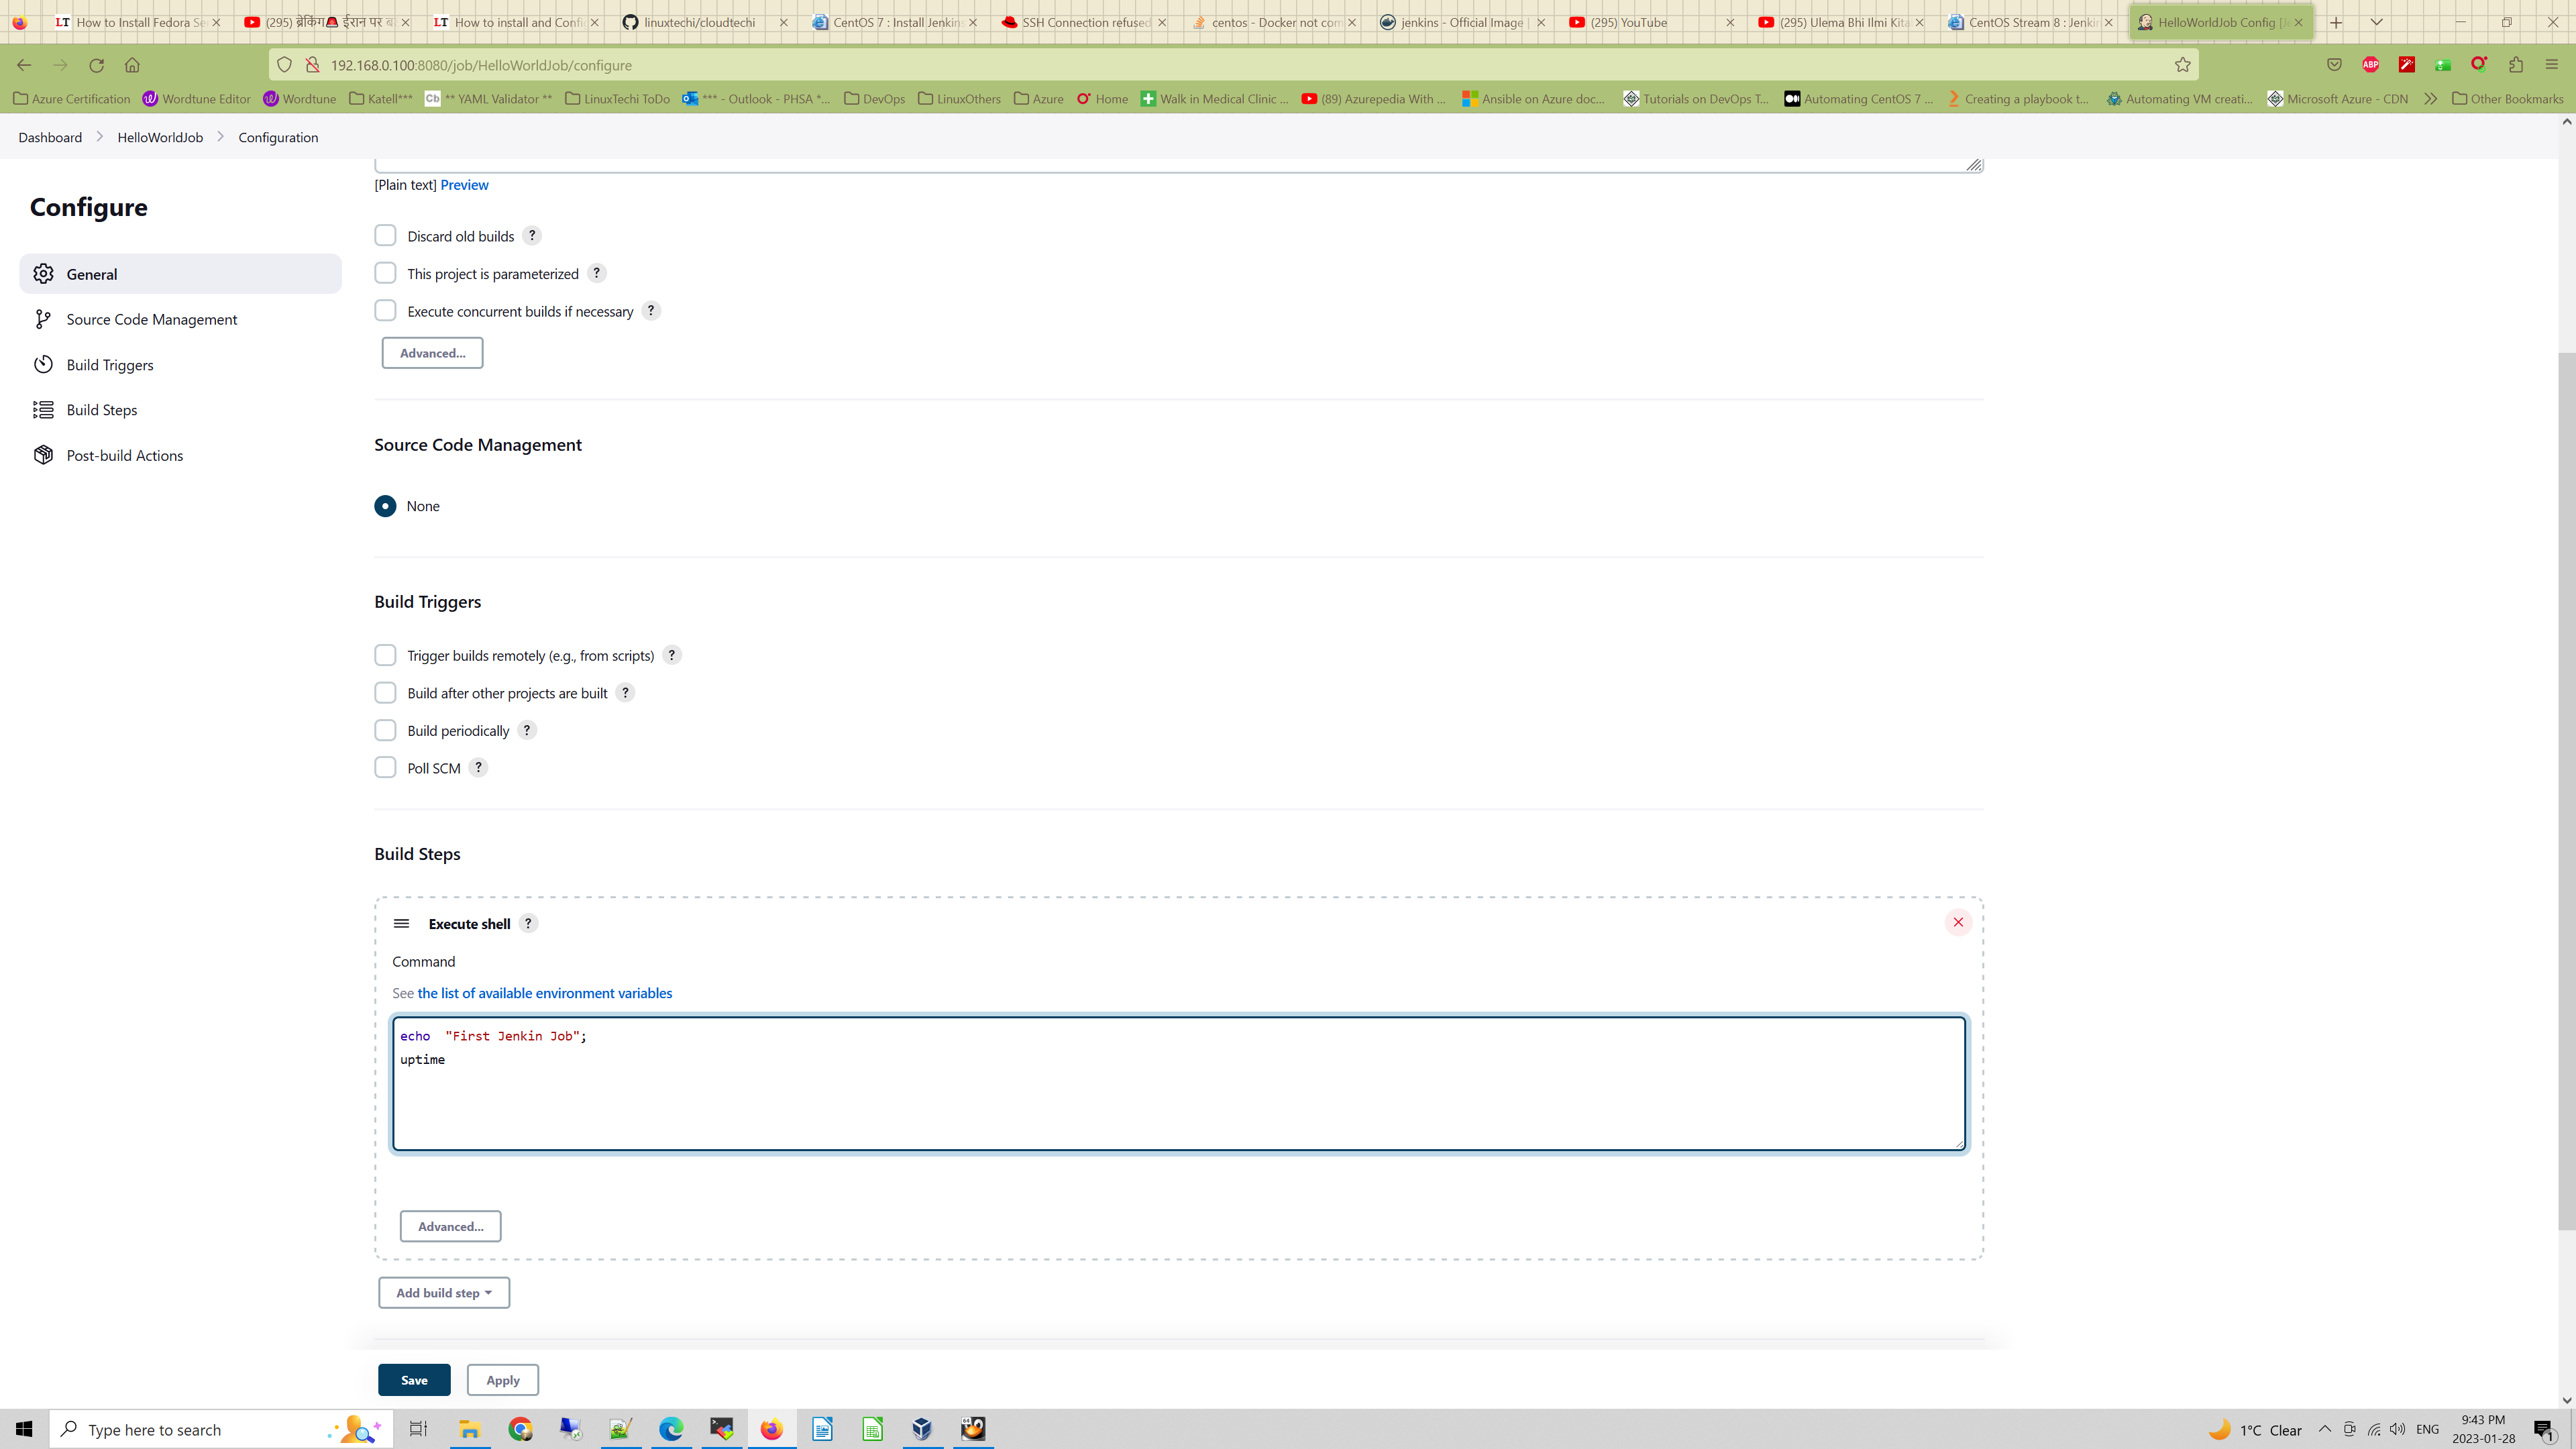 LT How to Install Fedora Se
(295) ब्रेकिंग🚨 ईरान पर ब
LT How to install and Confi
linuxtechi/cloudtechi
CentOS 7 : Install Jenkins
SSH Connection refused
centos - Docker not com
jenkins - Official Image |
(295) YouTube
(295) Ulema Bhi Ilmi Kita
CentOS Stream 8 : Jenkin
HelloWorldJob Config [Je
192.168.0.100:8080/job/HelloWorldJob/configure
ABP
Azure Certification
Wordtune Editor
Wordtune
Katell***
Cb ** YAML Validator **
LinuxTechi ToDo
*** - Outlook - PHSA *...
DevOps
LinuxOthers
Azure
Home
Walk in Medical Clinic ...
(89) Azurepedia With ...
Ansible on Azure doc...
Tutorials on DevOps T...
Automating CentOS 7 ...
Creating a playbook t...
Automating VM creati...
Microsoft Azure - CDN
Other Bookmarks
Dashboard > HelloWorldJob > Configuration
Configure
General
Source Code Management
Build Triggers
Build Steps
Post-build Actions
[Plain text] Preview
Discard old builds ?
This project is parameterized ?
Execute concurrent builds if necessary ?
Advanced...
Source Code Management
None
Build Triggers
Trigger builds remotely (e.g., from scripts) ?
Build after other projects are built ?
Build periodically ?
Poll SCM ?
Build Steps
Execute shell ?
Command
See the list of available environment variables
echo  "First Jenkin Job";
uptime
Advanced...
Add build step
Save
Apply
Type here to search
1°C Clear
ENG
9:43 PM
2023-01-28
1